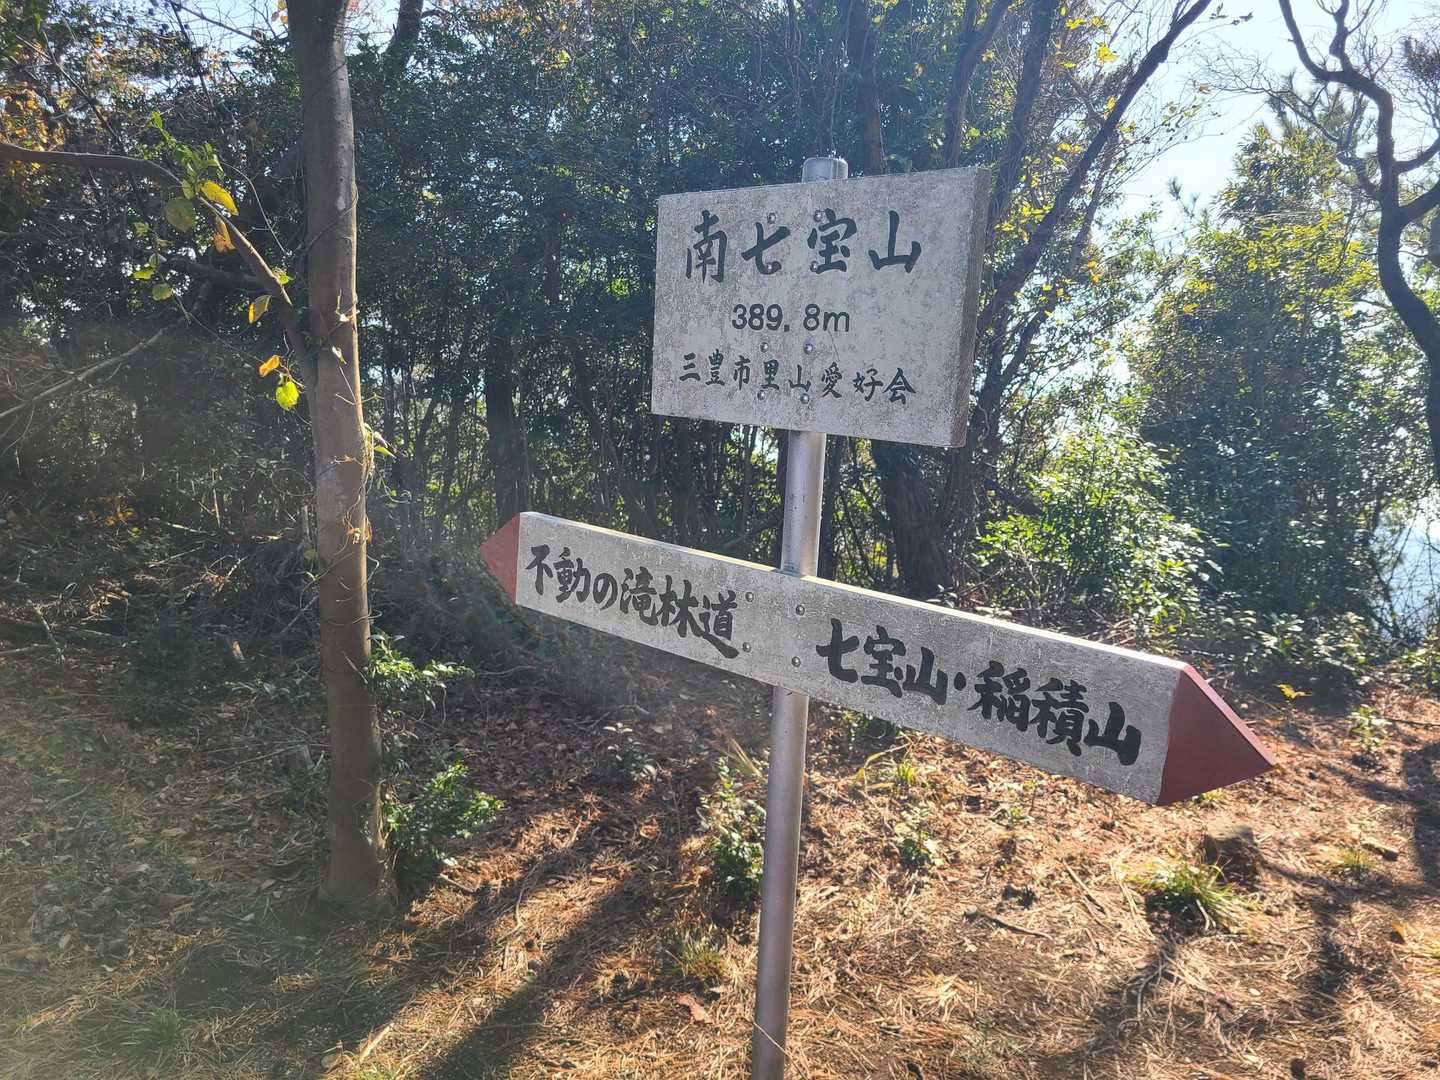 南七宝山
389.8m
三豊市里山愛好会
不動の滝林道
七宝山・稲積山